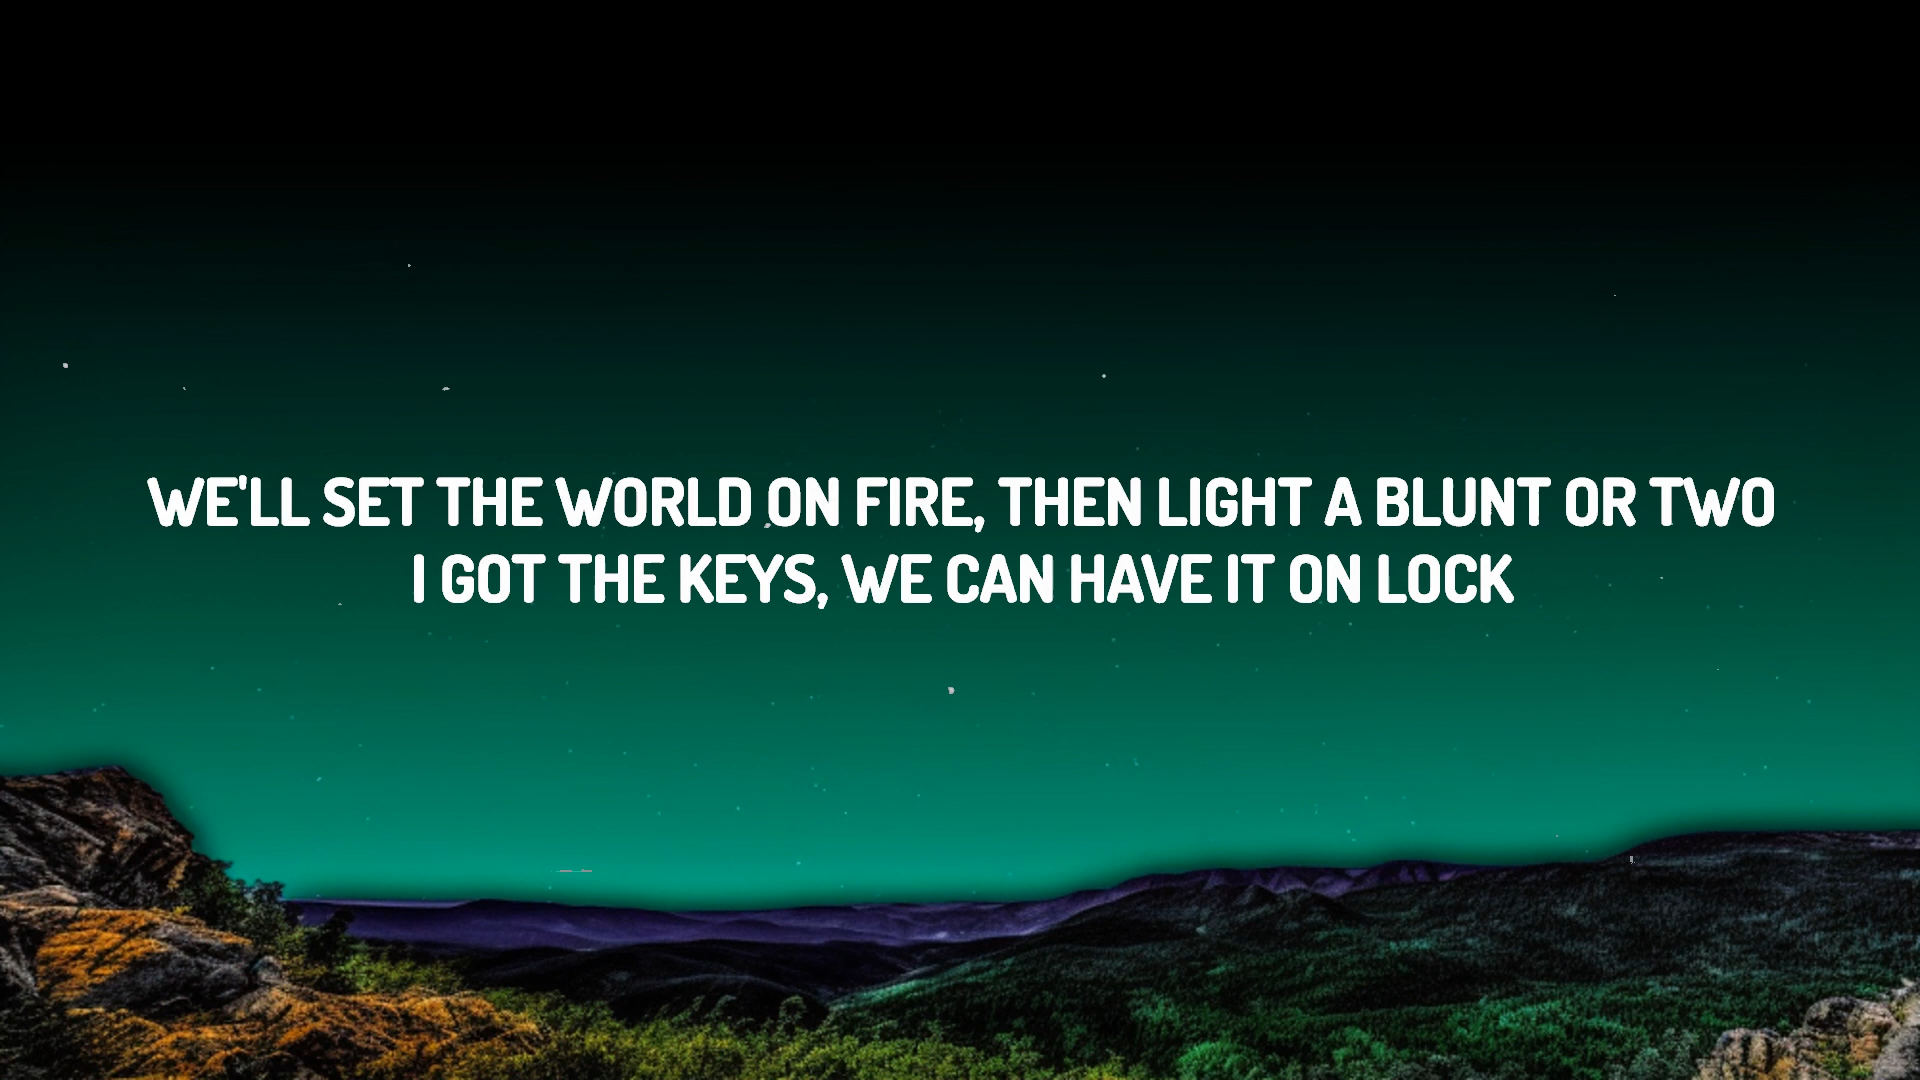 WE'LL SET THE WORLD ON FIRE, THEN LIGHT A BLUNT OR TWO
I GOT THE KEYS, WE CAN HAVE IT ON LOCK